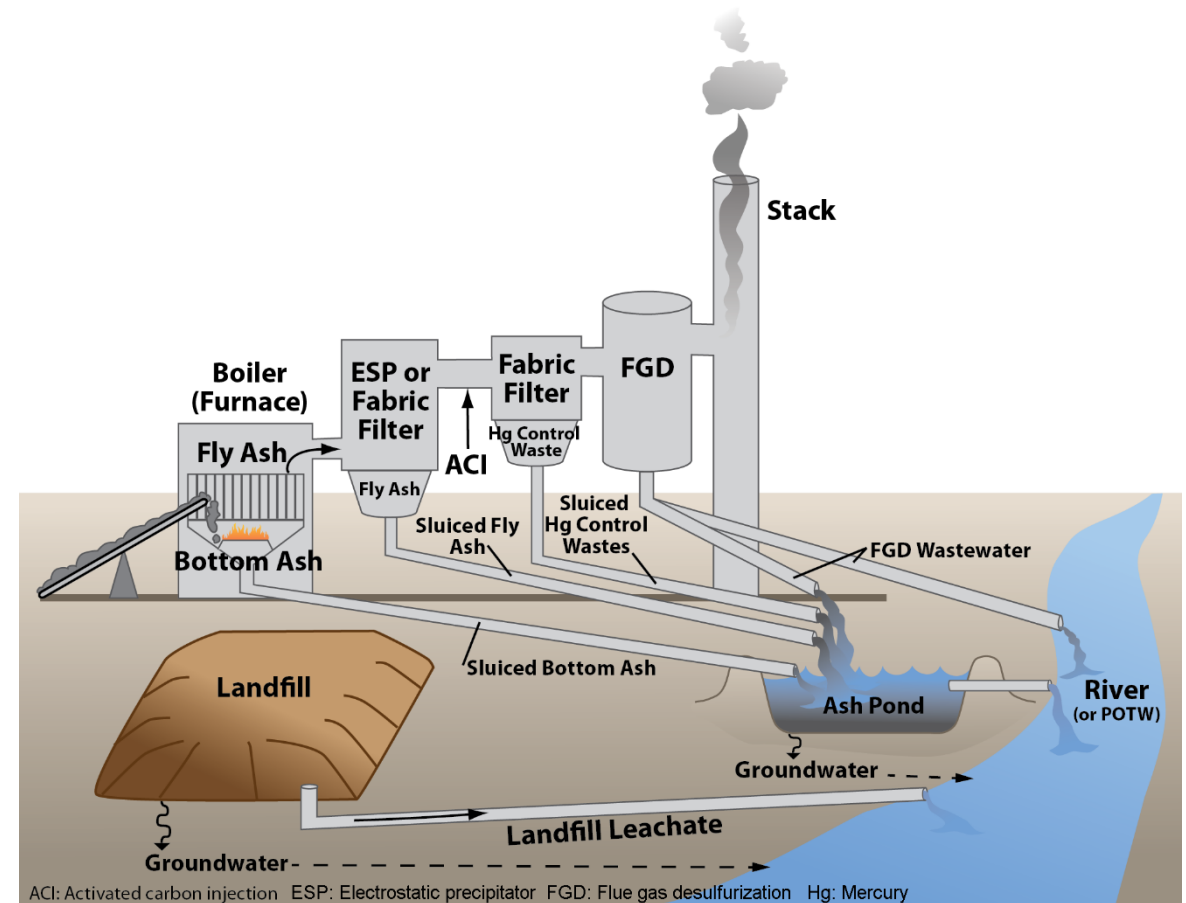 Stack
Boiler
(Furnace)
Fly Ash
Bottom Ash
ESP or
Fabric
Filter
Fly Ash
ACI
Fabric
Filter
Hg Control
Waste
FGD
Sluiced Fly
Ash
Sluiced
Hg Control
Wastes
FGD Wastewater
Sluiced Bottom Ash
Landfill
Ash Pond
River
(or POTW)
Groundwater
Landfill Leachate
Groundwater
ACI: Activated carbon injection ESP: Electrostatic precipitator FGD: Flue gas desulfurization Hg: Mercury